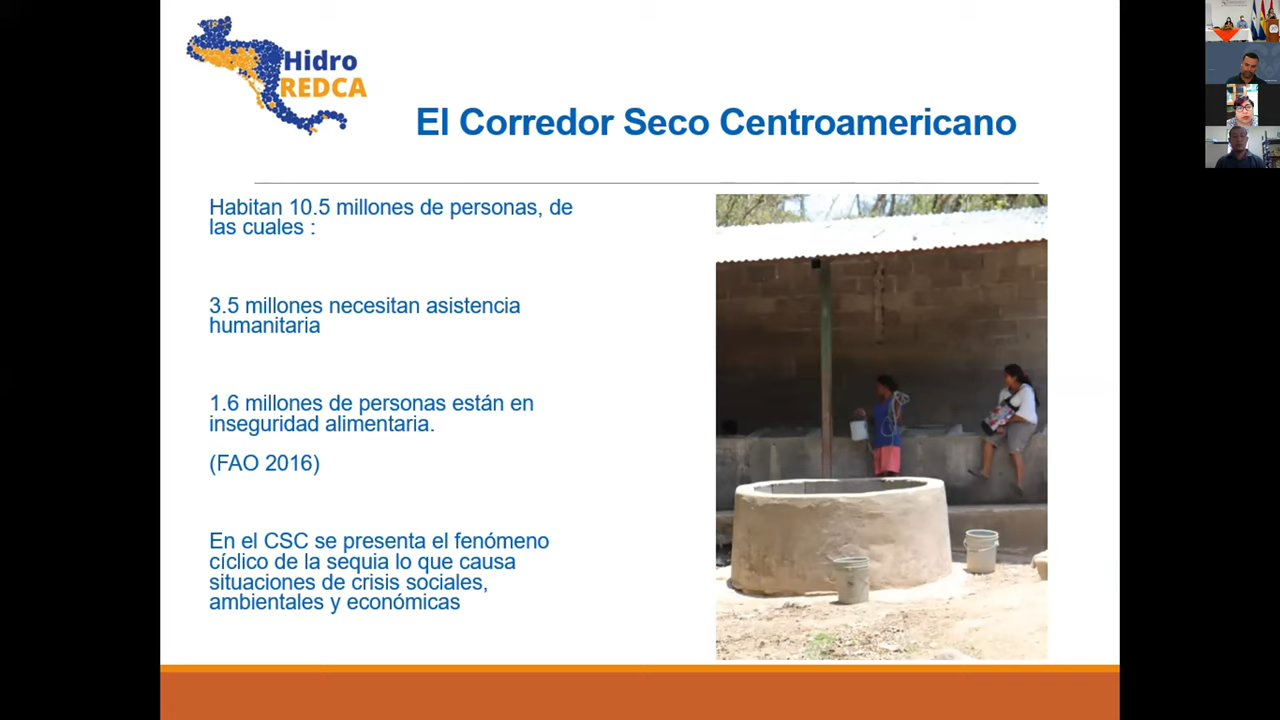 Hidro
REDCA
El Corredor Seco Centroamericano
Habitan 10.5 millones de personas, de
las cuales :
3.5 millones necesitan asistencia
humanitaria
1.6 millones de personas están en
inseguridad alimentaria.
(FAO 2016)
En el CSC se presenta el fenómeno
cíclico de la sequia lo que causa
situaciones de crisis sociales,
ambientales y económicas